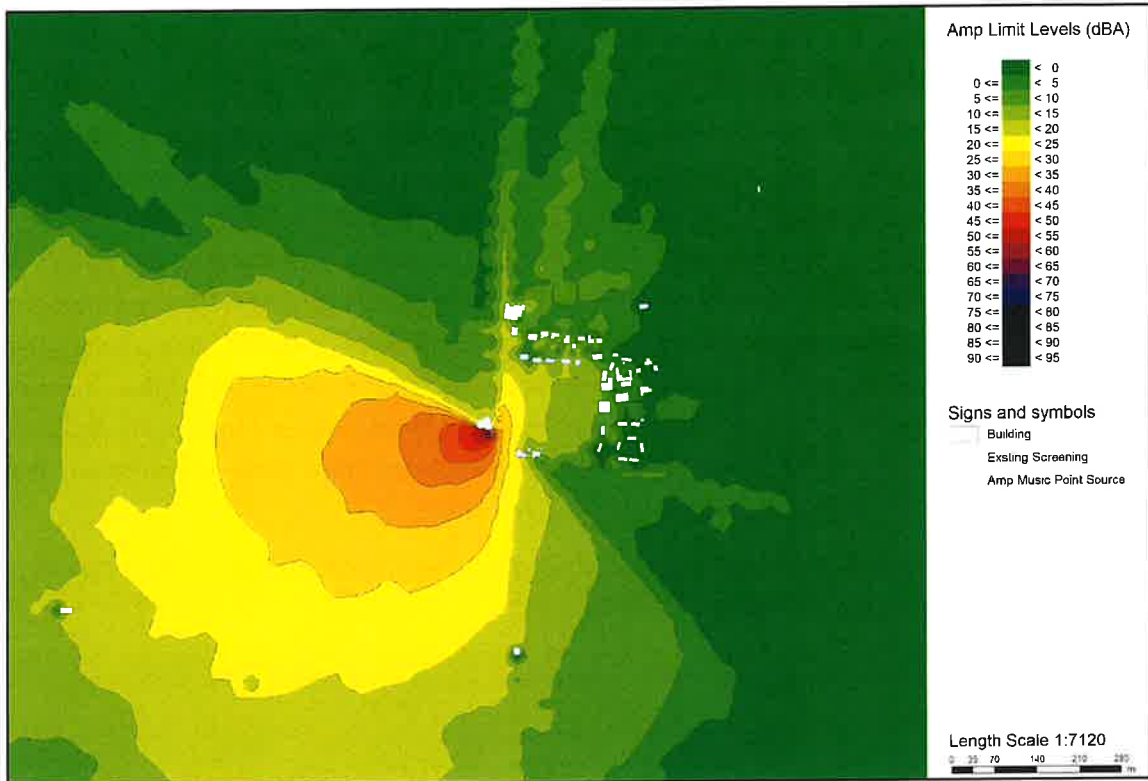 Amp Limit Levels (dBA)
< 0
0 <= < 5
5 <= < 10
10 <= < 15
15 <= < 20
20 <= < 25
25 <= < 30
30 <= < 35
35 <= < 40
40 <= < 45
45 <= < 50
50 <= < 55
55 <= < 60
60 <= < 65
65 <= < 70
70 <= < 75
75 <= < 80
80 <= < 85
85 <= < 90
90 <= < 95
Signs and symbols
Building
Existing Screening
Amp Music Point Source
Length Scale 1:7120
0 35 70 140 210 280
m